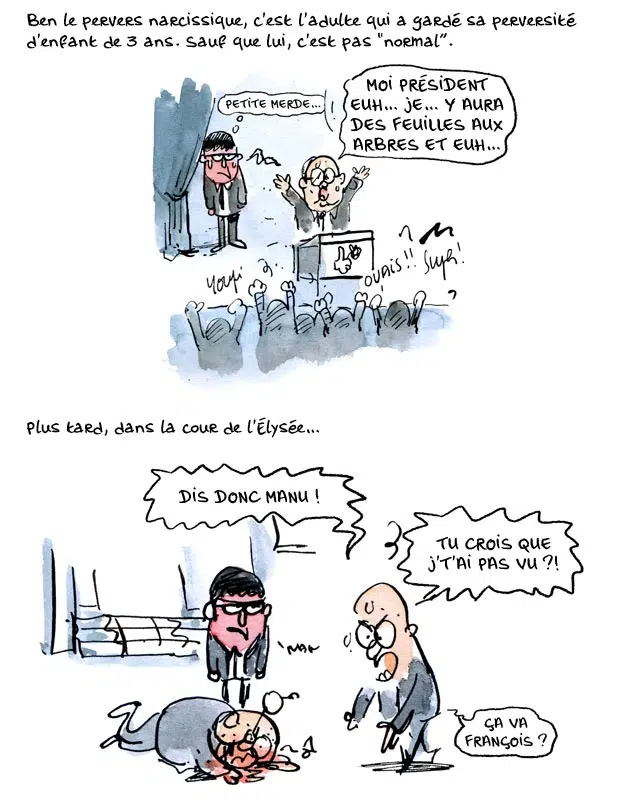 Ben le pervers narcissique, c'est l'adulte qui a gardé sa perversité
d'enfant de 3 ans. Sauf que lui, c'est pas "normal".
PETITE MERDE...
MOI PRÉSIDENT
EUH... JE... Y AURA
DES FEUILLES AUX
ARBRES ET EUH...
Youpi
OUAIS!! Super!
Plus tard, dans la cour de l'Élysée...
DIS DONC MANU !
TU CROIS QUE
J'T'AI PAS VU ?!
ÇA VA
FRANÇOIS ?